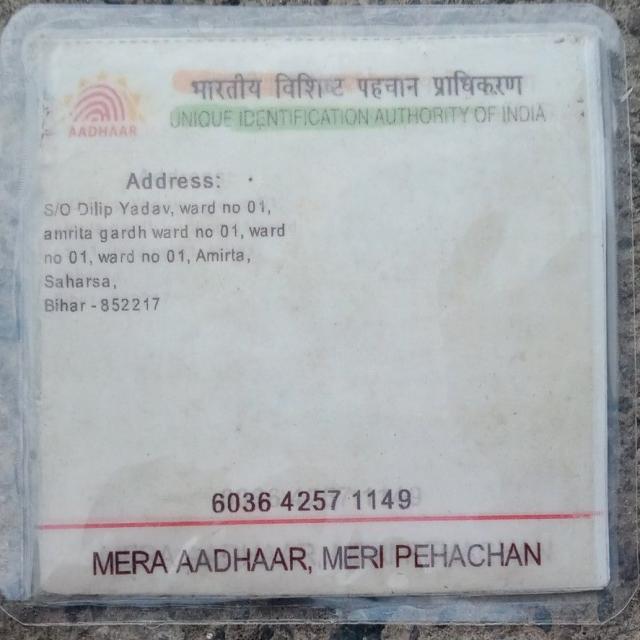 भारतीय विशिष्ट पहचान प्राधिकरण
UNIQUE IDENTIFICATION AUTHORITY OF INDIA
AADHAAR
Address:
S/O Dilip Yadav, ward no 01,
amrita gardh ward no 01, ward
no 01, ward no 01, Amirta,
Saharsa,
Bihar - 852217
6036 4257 1149
MERA AADHAAR, MERI PEHACHAN